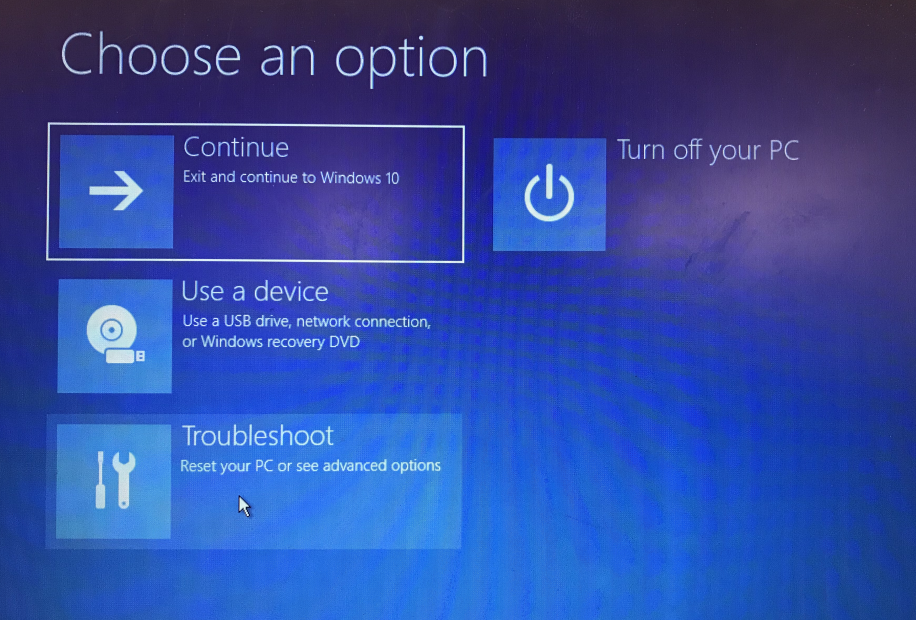 Choose an option
Continue
Exit and continue to Windows 10
Turn off your PC
Use a device
Use a USB drive, network connection,
or Windows recovery DVD
Troubleshoot
Reset your PC or see advanced options